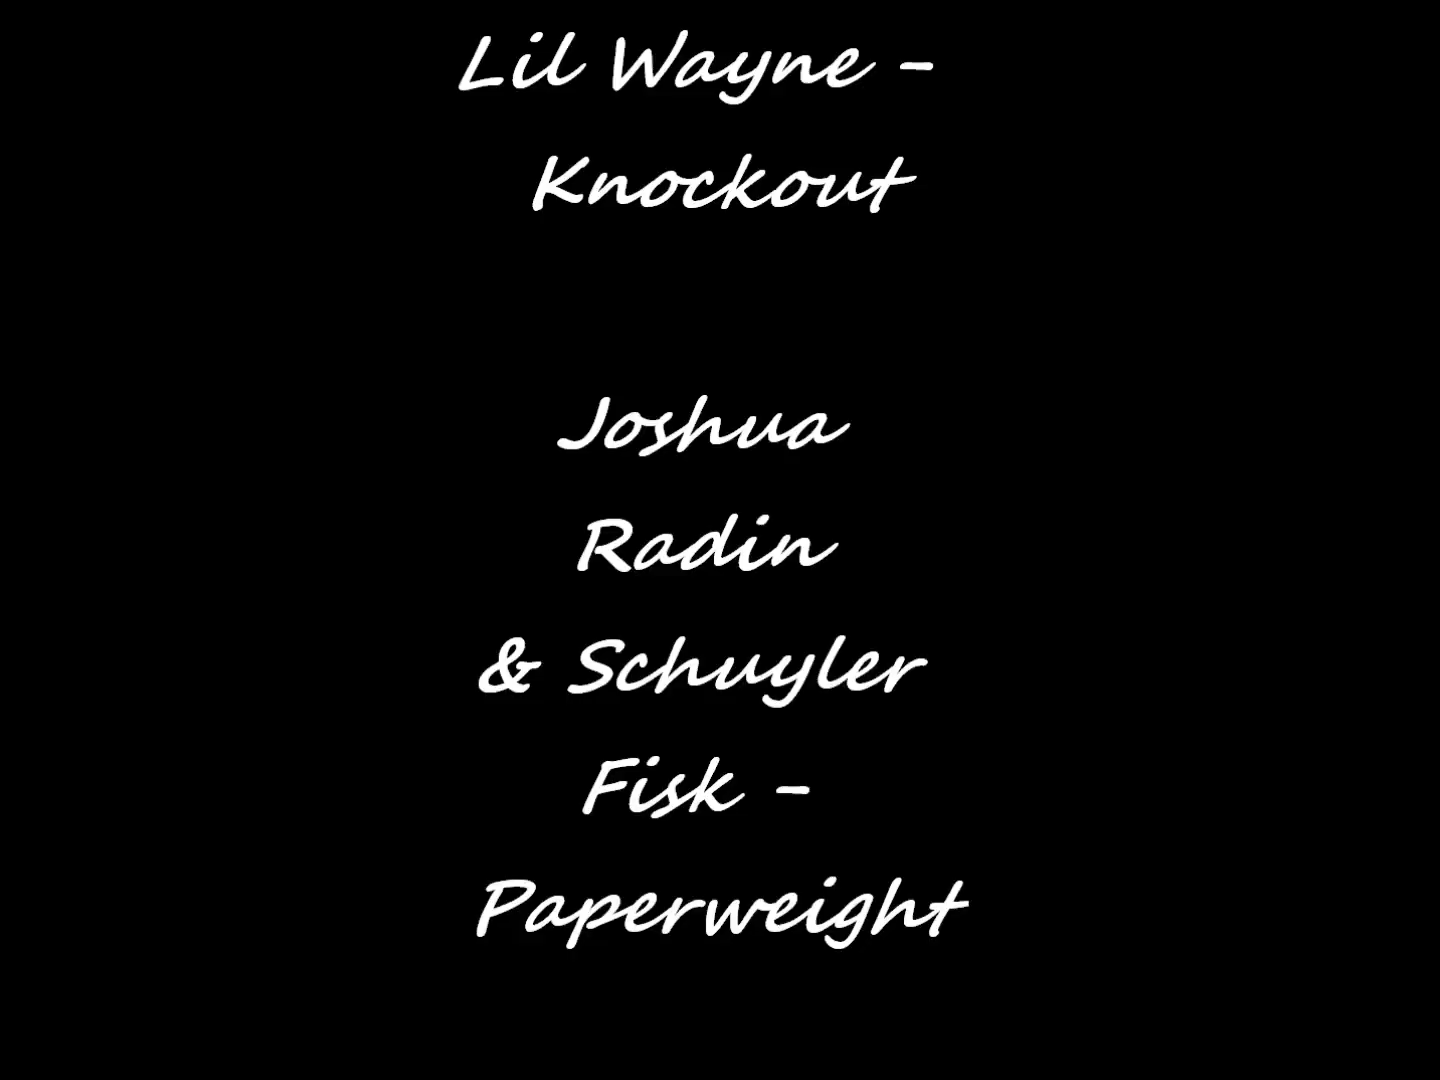 Lil Wayne -
Knockout
Joshua
Radin
& Schuyler
Fisk -
Paperweight